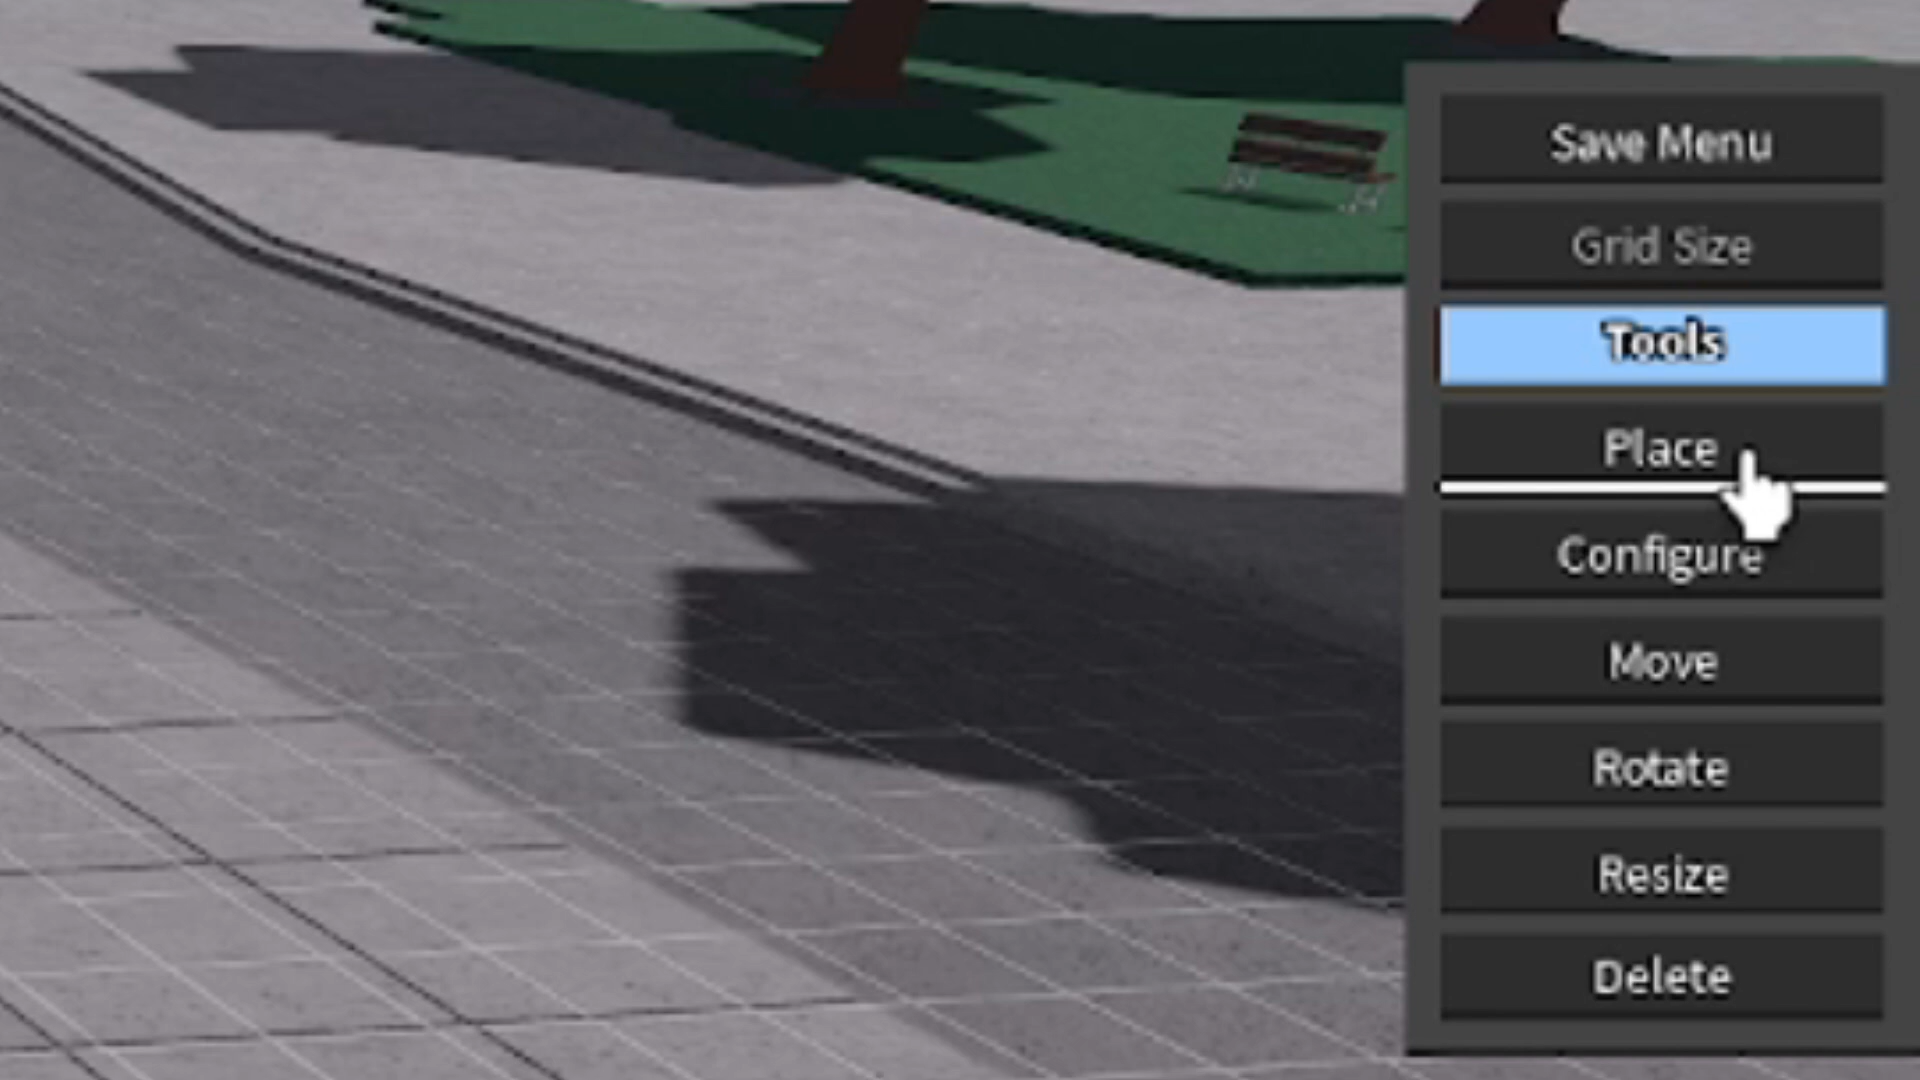 Save Menu
Grid Size
Tools
Place
Configure
Move
Rotate
Resize
Delete